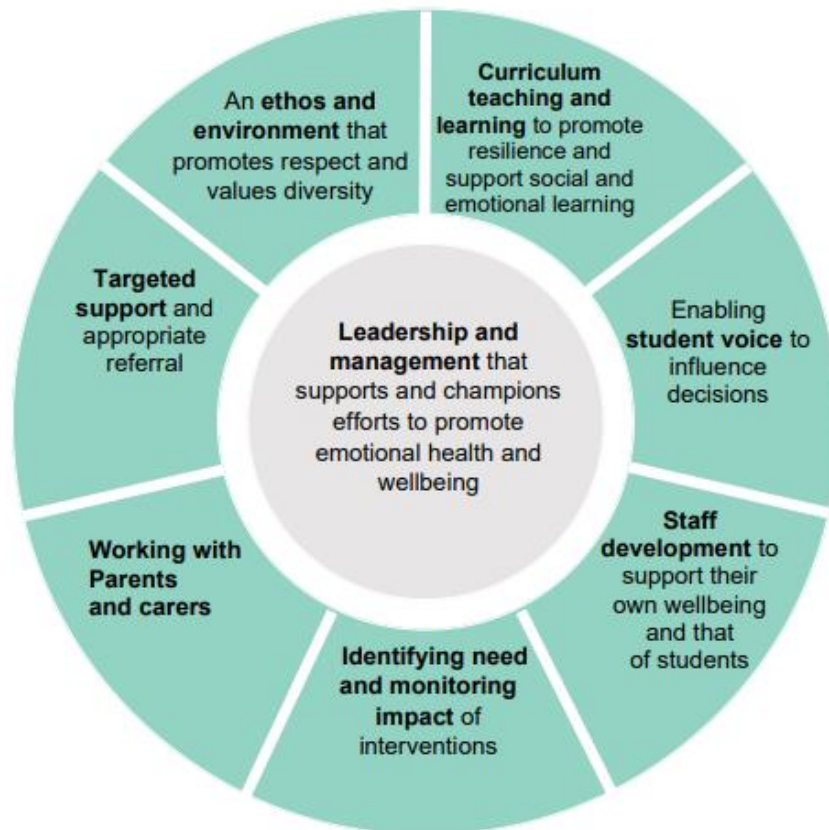 An ethos and
environment that
promotes respect and
values diversity
Curriculum
teaching and
learning to promote
resilience and
support social and
emotional learning
Enabling
student voice to
influence
decisions
Staff
development to
support their
own wellbeing
and that
of students
Identifying need
and monitoring
impact of
interventions
Working with
Parents
and carers
Targeted
support and
appropriate
referral
Leadership and
management that
supports and champions
efforts to promote
emotional health and
wellbeing